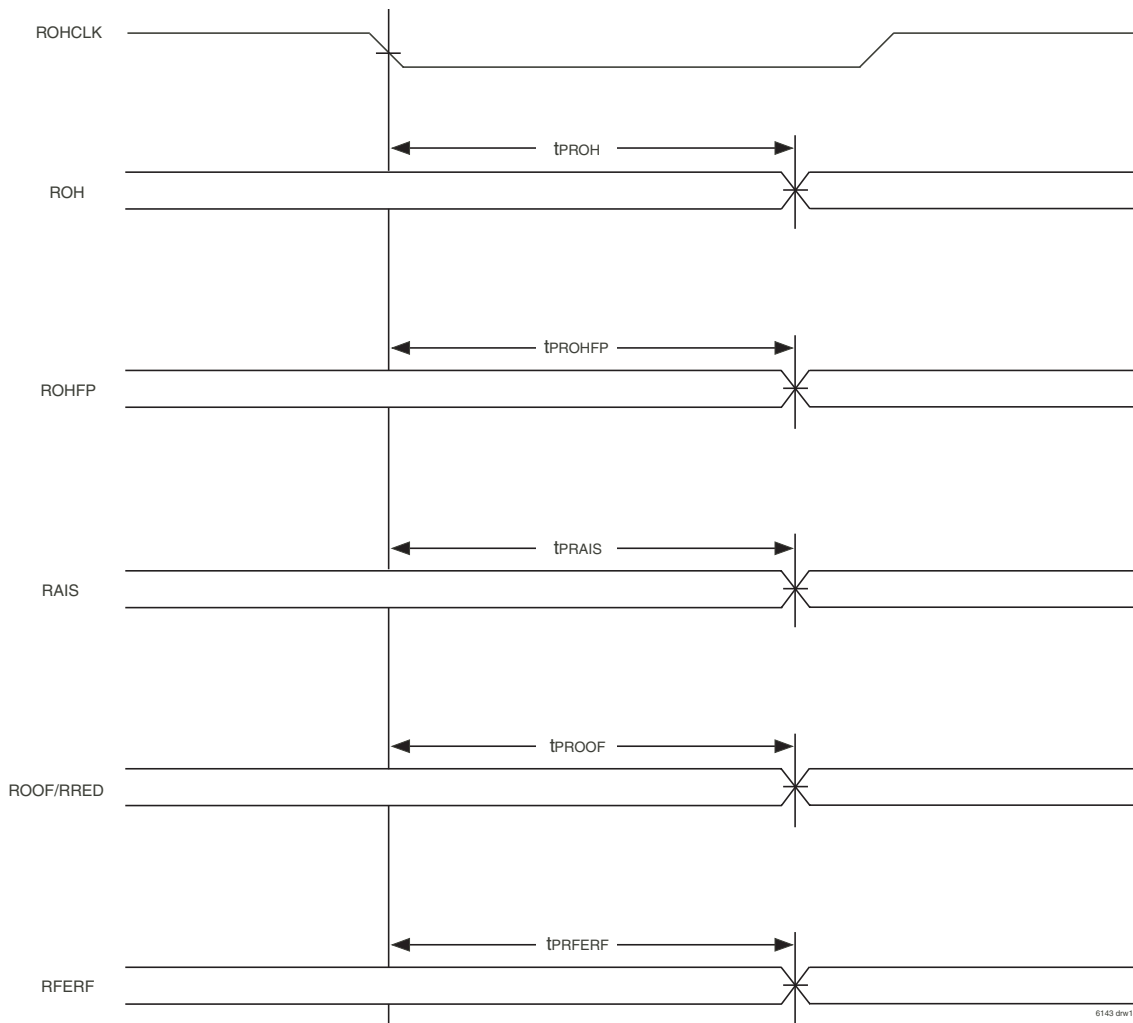 ROHCLK
tPROH
ROH
tPROHFP
ROHFP
tPRAIS
RAIS
tPROOF
ROOF/RRED
tPRFERF
RFERF
6143 drw1